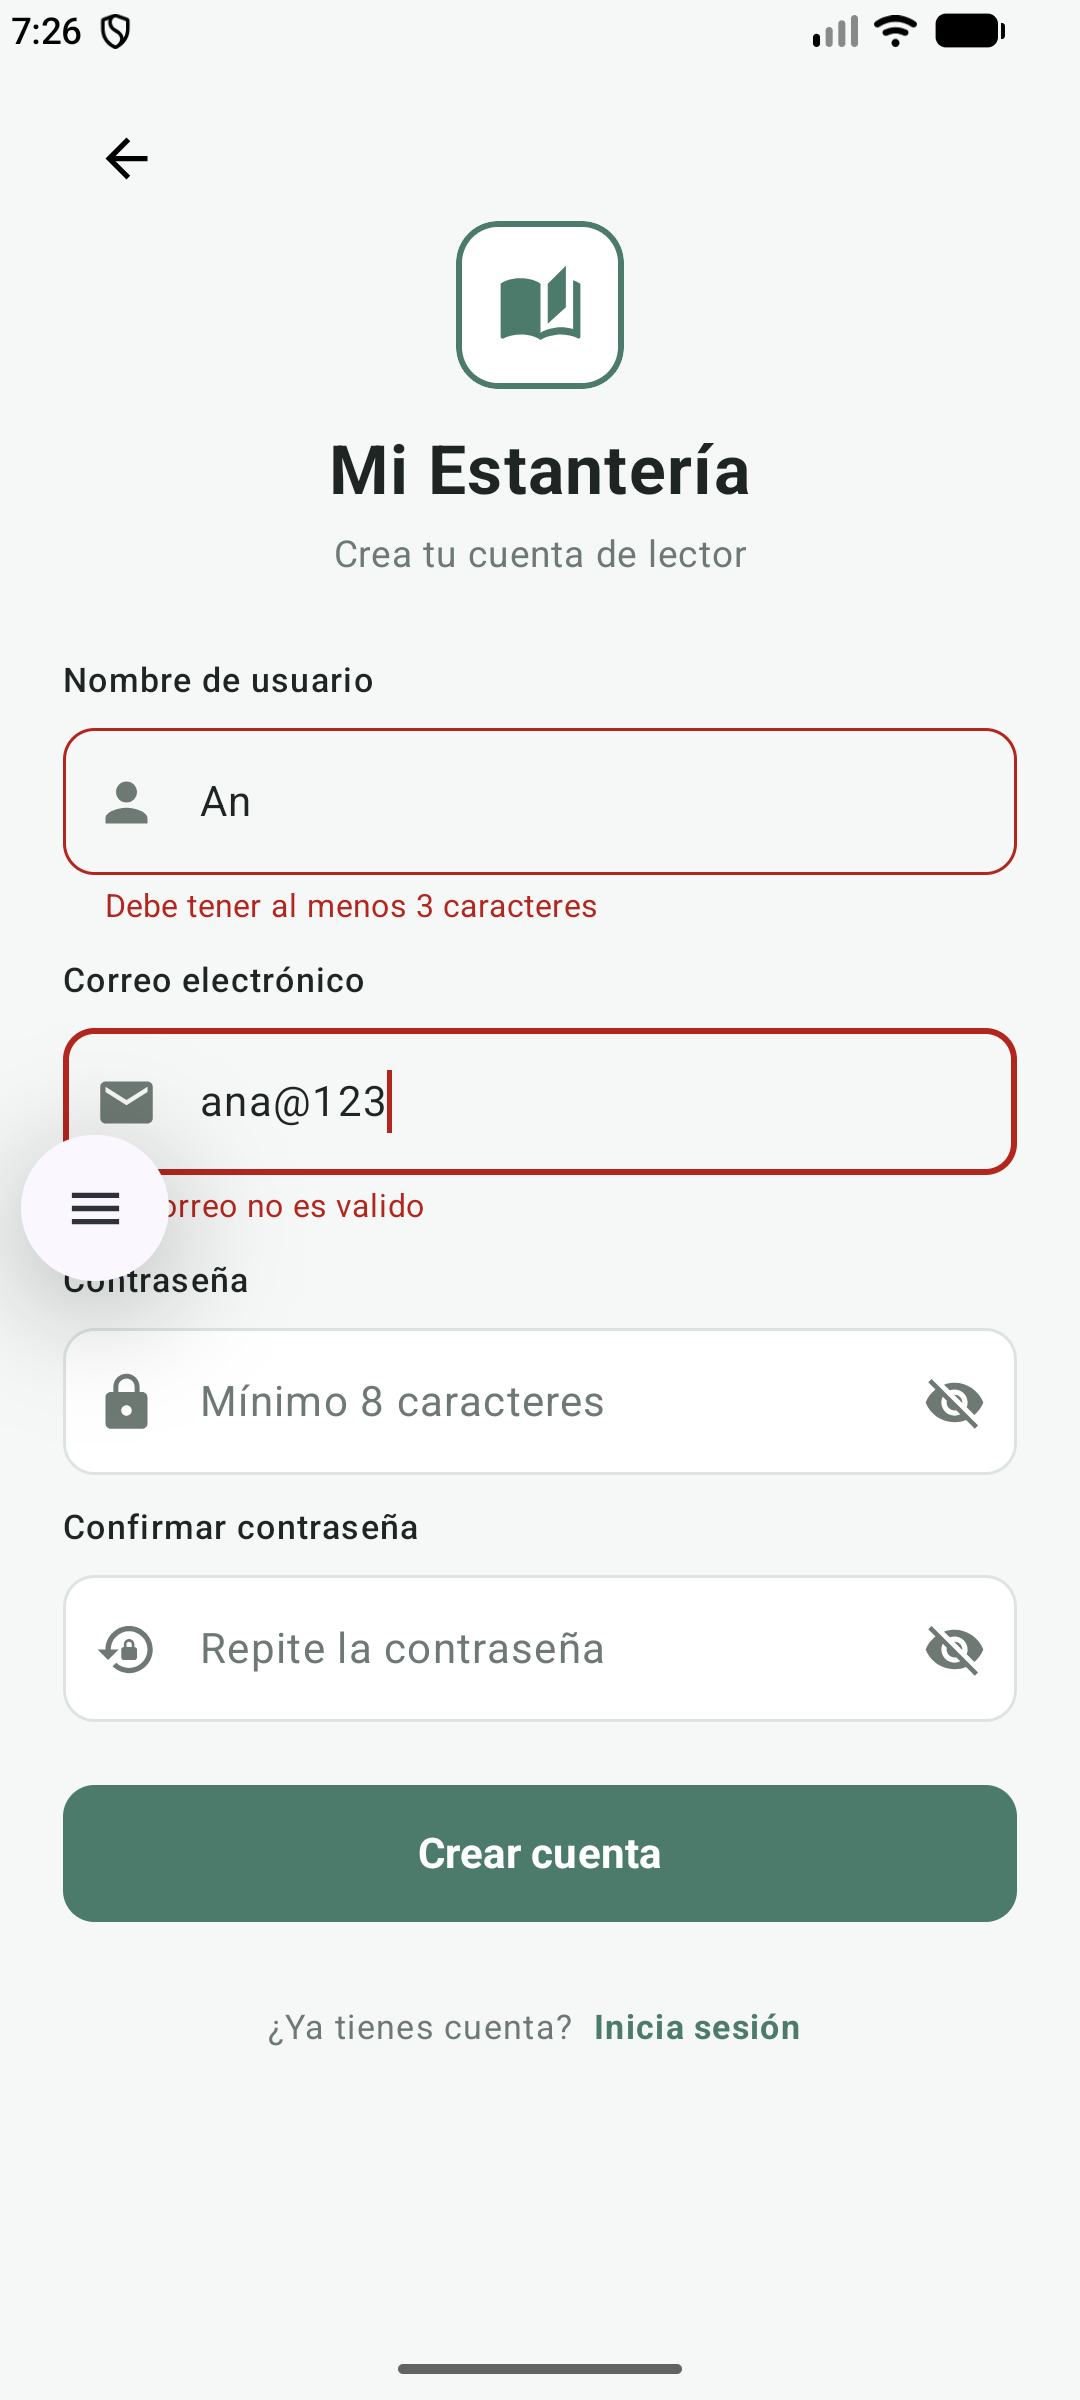 7:26
Mi Estantería
Crea tu cuenta de lector
Nombre de usuario
An
Debe tener al menos 3 caracteres
Correo electrónico
ana@123
no es valido
Contraseña
Mínimo 8 caracteres
Confirmar contraseña
Repite la contraseña
Crear cuenta
¿Ya tienes cuenta? Inicia sesión